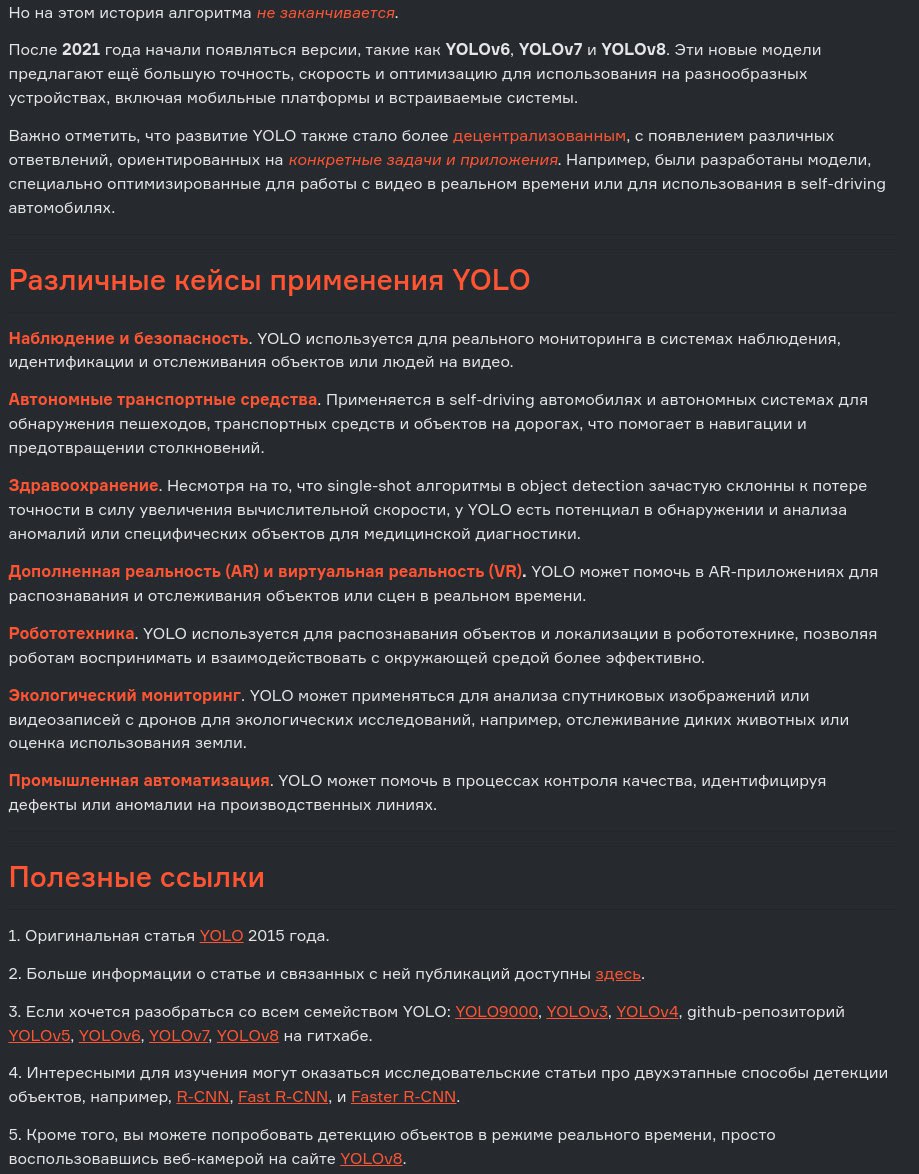 Но на этом история алгоритма не заканчивается.
После 2021 года начали появляться версии, такие как YOLOv6, YOLOv7 и YOLOv8. Эти новые модели
предлагают ещё большую точность, скорость и оптимизацию для использования на разнообразных
устройствах, включая мобильные платформы и встраиваемые системы.
Важно отметить, что развитие YOLO также стало более децентрализованным, с появлением различных
ответвлений, ориентированных на конкретные задачи и приложения. Например, были разработаны модели,
специально оптимизированные для работы с видео в реальном времени или для использования в self-driving
автомобилях.
Различные кейсы применения YOLO
Наблюдение и безопасность. YOLO используется для реального мониторинга в системах наблюдения,
идентификации и отслеживания объектов или людей на видео.
Автономные транспортные средства. Применяется в self-driving автомобилях и автономных системах для
обнаружения пешеходов, транспортных средств и объектов на дорогах, что помогает в навигации и
предотвращении столкновений.
Здравоохранение. Несмотря на то, что single-shot алгоритмы в object detection зачастую склонны к потере
точности в силу увеличения вычислительной скорости, у YOLO есть потенциал в обнаружении и анализа
аномалий или специфических объектов для медицинской диагностики.
Дополненная реальность (AR) и виртуальная реальность (VR). YOLO может помочь в AR-приложениях для
распознавания и отслеживания объектов или сцен в реальном времени.
Робототехника. YOLO используется для распознавания объектов и локализации в робототехнике, позволяя
роботам воспринимать и взаимодействовать с окружающей средой более эффективно.
Экологический мониторинг. YOLO может применяться для анализа спутниковых изображений или
видеозаписей с дронов для экологических исследований, например, отслеживание диких животных или
оценка использования земли.
Промышленная автоматизация. YOLO может помочь в процессах контроля качества, идентифицируя
дефекты или аномалии на производственных линиях.
Полезные ссылки
1. Оригинальная статья YOLO 2015 года.
2. Больше информации о статье и связанных с ней публикаций доступны здесь.
3. Если хочется разобраться со всем семейством YOLO: YOLO9000, YOLOv3, YOLOv4, github-репозиторий
YOLOv5, YOLOv6, YOLOv7, YOLOv8 на гитхабе.
4. Интересными для изучения могут оказаться исследовательские статьи про двухэтапные способы детекции
объектов, например, R-CNN, Fast R-CNN, и Faster R-CNN.
5. Кроме того, вы можете попробовать детекцию объектов в режиме реального времени, просто
воспользовавшись веб-камерой на сайте YOLOv8.